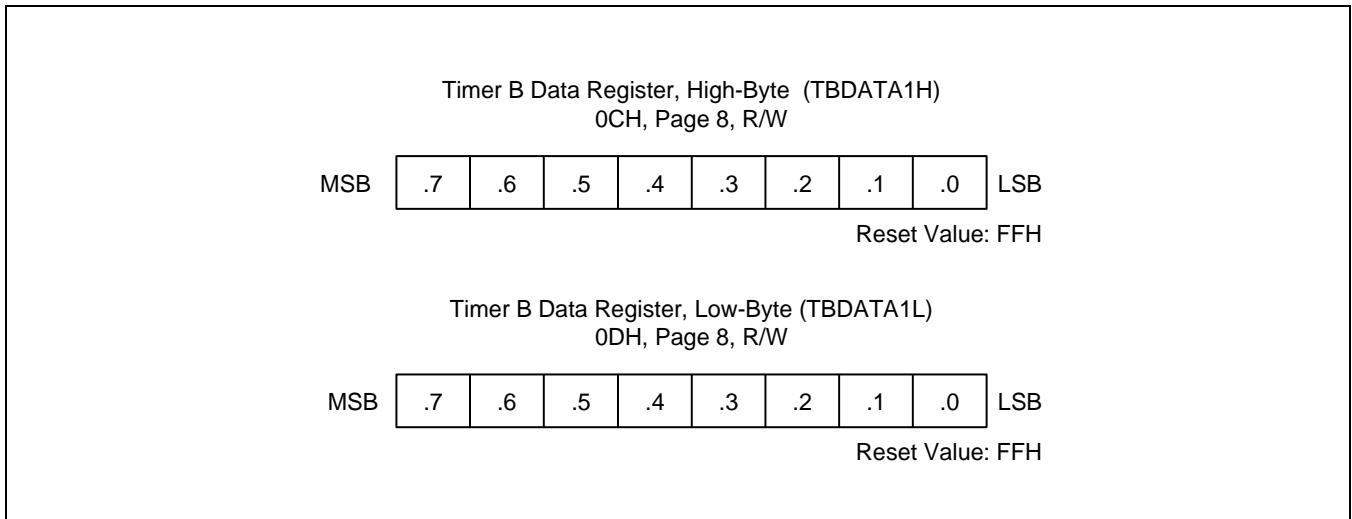 Timer B Data Register, High-Byte (TBDATA1H)
0CH, Page 8, R/W
MSB .7 .6 .5 .4 .3 .2 .1 .0 LSB
Reset Value: FFH
Timer B Data Register, Low-Byte (TBDATA1L)
0DH, Page 8, R/W
MSB .7 .6 .5 .4 .3 .2 .1 .0 LSB
Reset Value: FFH